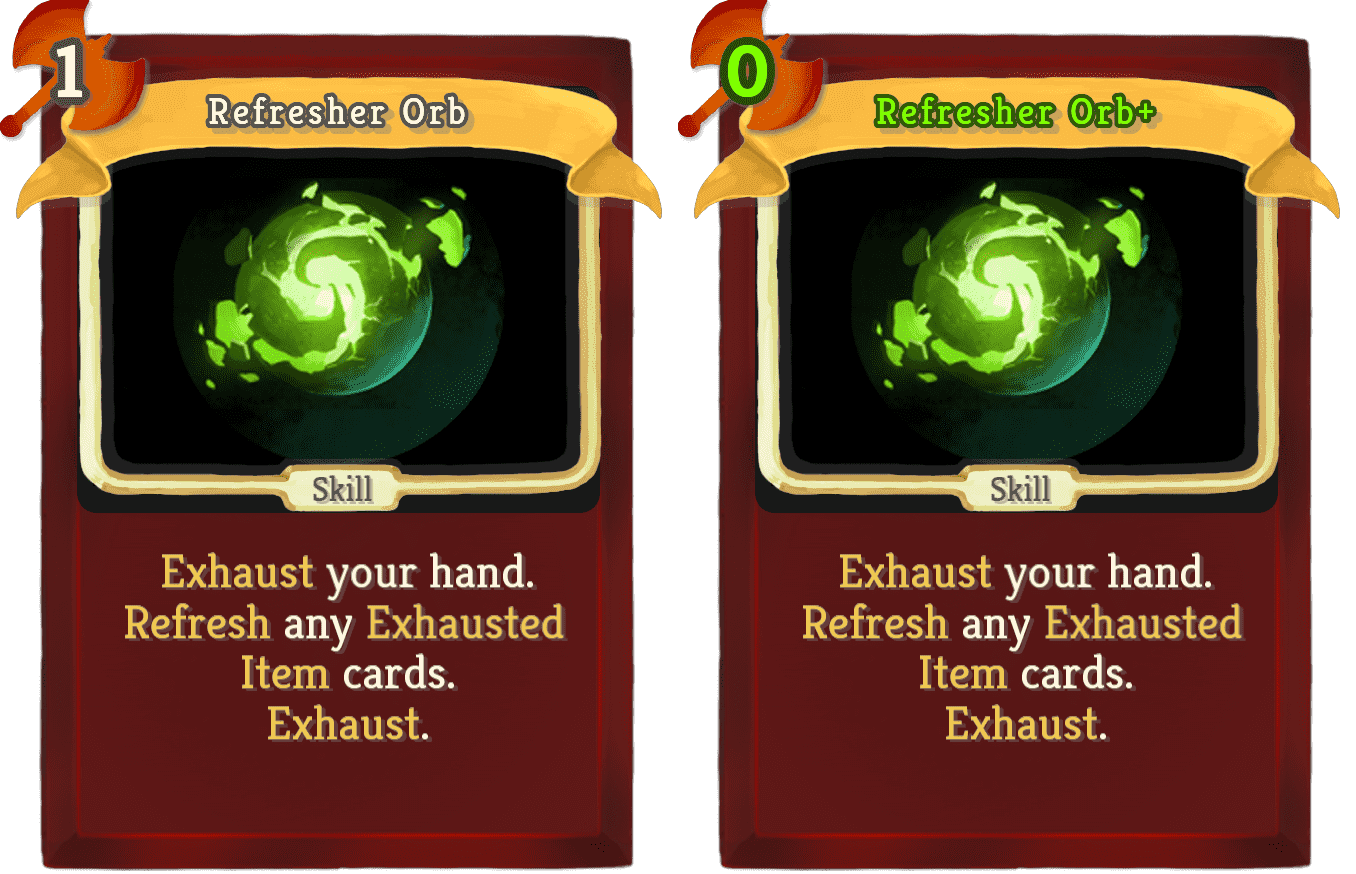 1
Refresher Orb
Skill
Exhaust your hand.
Refresh any Exhausted
Item cards.
Exhaust.
0
Refresher Orb+
Skill
Exhaust your hand.
Refresh any Exhausted
Item cards.
Exhaust.